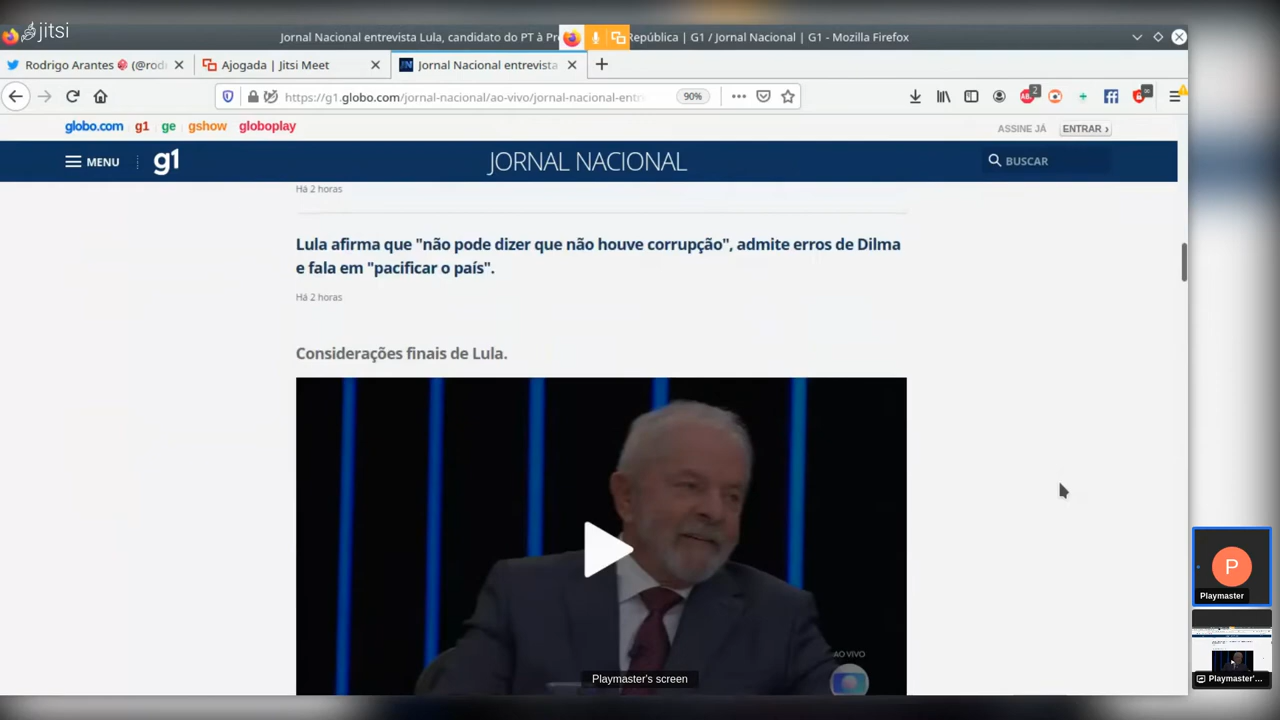 jitsi
Jornal Nacional entrevista Lula, candidato do PT à Pr
República | G1 / Jornal Nacional | G1 - Mozilla Firefox
Rodrigo Arantes
(@rod
Ajogada | Jitsi Meet
Jornal Nacional entrevista
https://g1.globo.com/jornal-nacional/ao-vivo/jornal-nacional-entr
90%
2
globo.com g1 ge gshow globoplay
ASSINE JÁ
ENTRAR ›
MENU
g1
JORNAL NACIONAL
BUSCAR
Há 2 horas
Lula afirma que "não pode dizer que não houve corrupção", admite erros de Dilma
e fala em "pacificar o país".
Há 2 horas
Considerações finais de Lula.
AO VIVO
Playmaster's screen
P
Playmaster
Playmaster'...